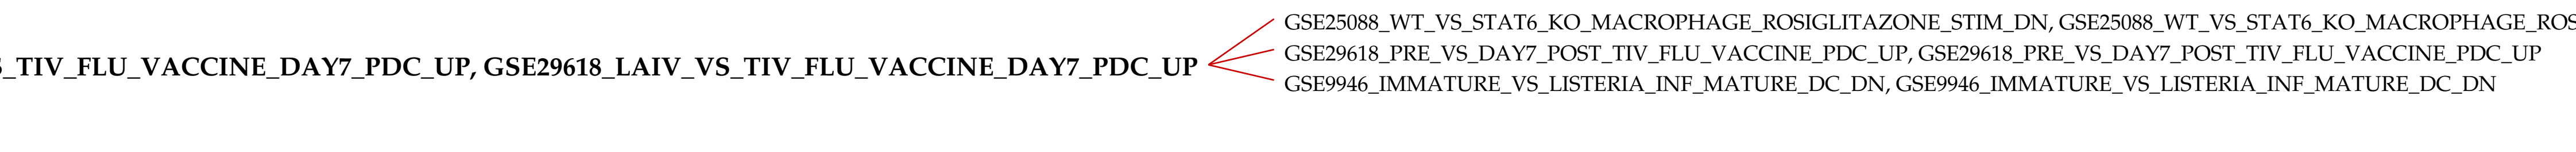 GSE25088_WT_VS_STAT6_KO_MACROPHAGE_ROSIGLITAZONE_STIM_DN, GSE25088_WT_VS_STAT6_KO_MACROPHAGE_ROS
GSE29618_PRE_VS_DAY7_POST_TIV_FLU_VACCINE_PDC_UP, GSE29618_PRE_VS_DAY7_POST_TIV_FLU_VACCINE_PDC_UP
_TIV_FLU_VACCINE_DAY7_PDC_UP, GSE29618_LAIV_VS_TIV_FLU_VACCINE_DAY7_PDC_UP
GSE9946_IMMATURE_VS_LISTERIA_INF_MATURE_DC_DN, GSE9946_IMMATURE_VS_LISTERIA_INF_MATURE_DC_DN